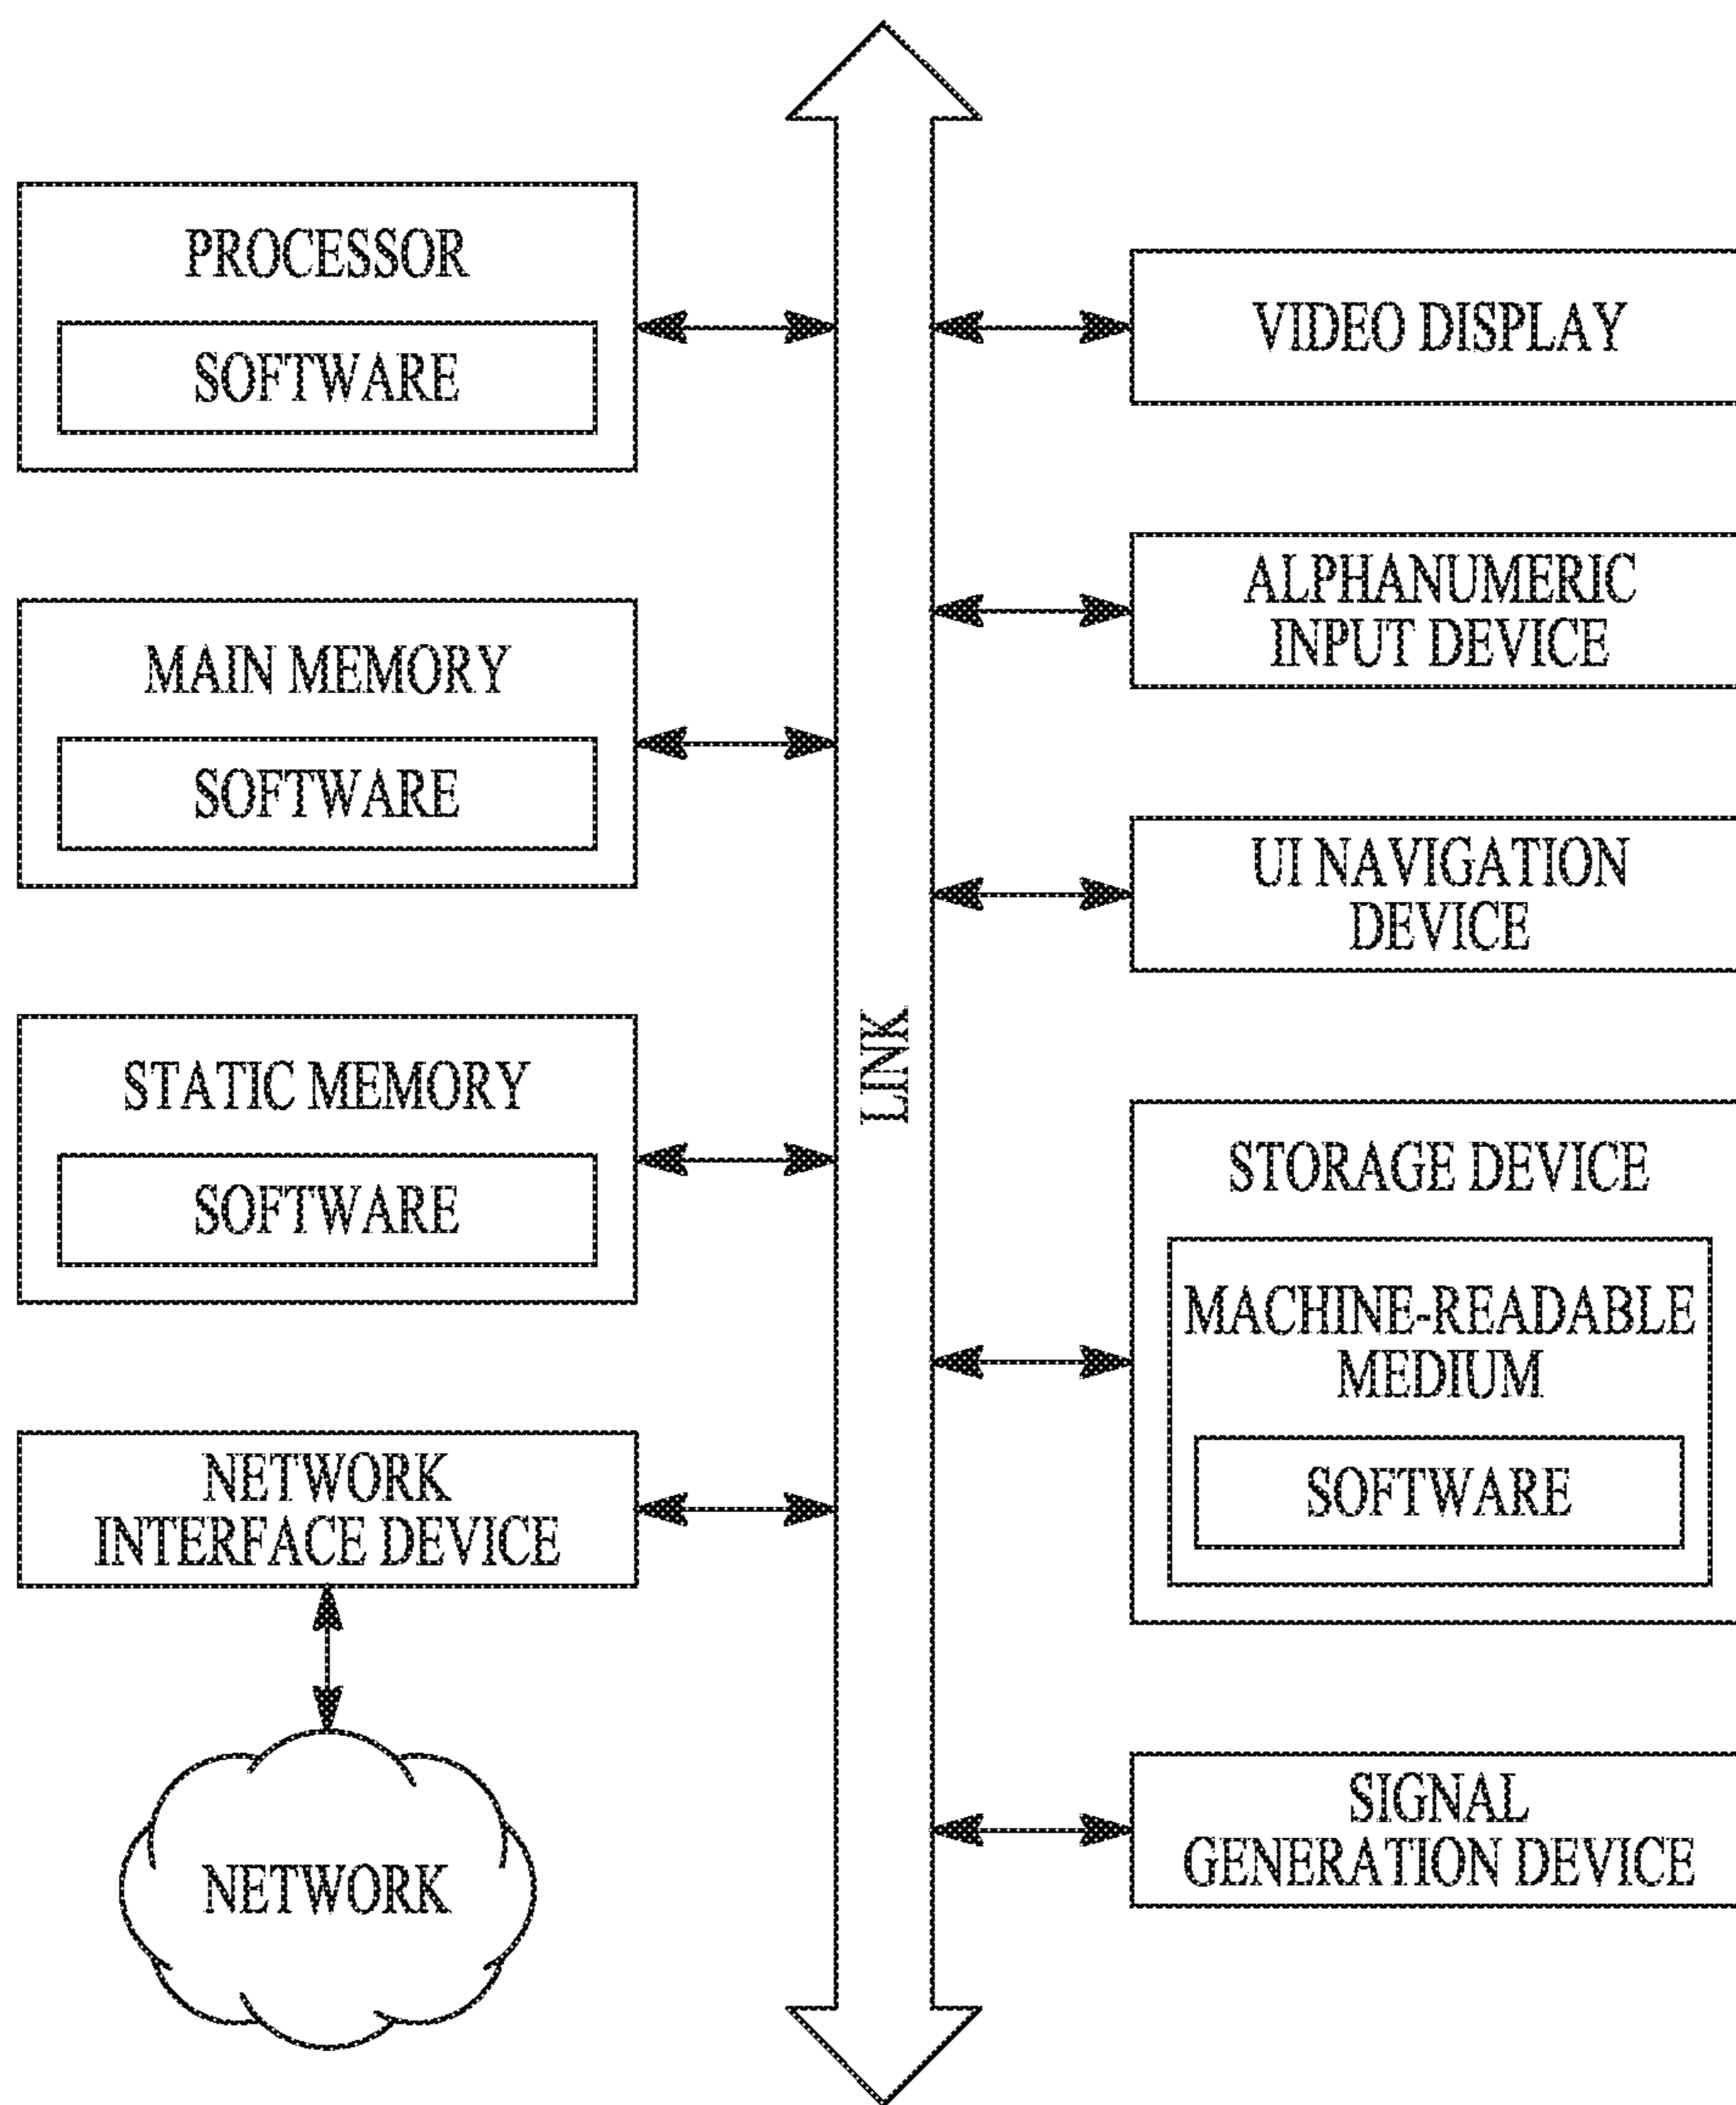 PROCESSOR
SOFTWARE
MAIN MEMORY
SOFTWARE
STATIC MEMORY
SOFTWARE
NETWORK
INTERFACE DEVICE
NETWORK
LINK
VIDEO DISPLAY
ALPHANUMERIC
INPUT DEVICE
UI NAVIGATION
DEVICE
STORAGE DEVICE
MACHINE-READABLE
MEDIUM
SOFTWARE
SIGNAL
GENERATION DEVICE